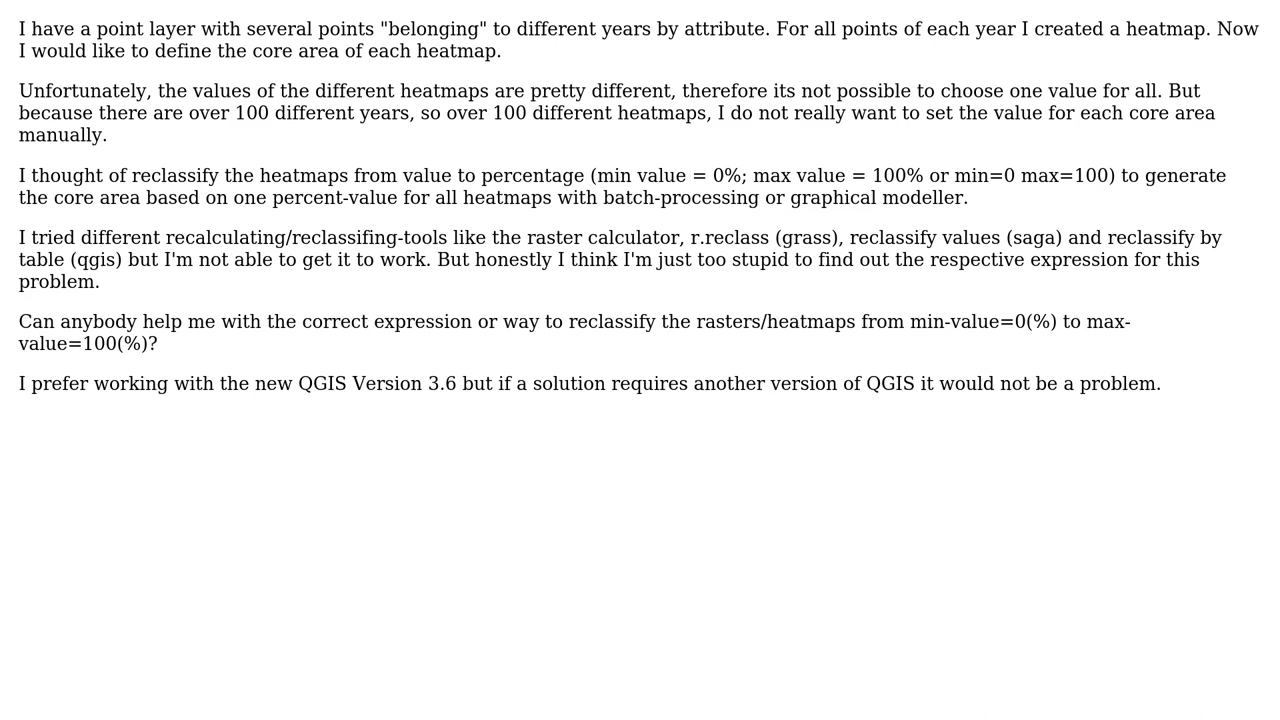 I have a point layer with several points "belonging" to different years by attribute. For all points of each year I created a heatmap. Now
I would like to define the core area of each heatmap.
Unfortunately, the values of the different heatmaps are pretty different, therefore its not possible to choose one value for all. But
because there are over 100 different years, so over 100 different heatmaps, I do not really want to set the value for each core area
manually.
I thought of reclassify the heatmaps from value to percentage (min value = 0%; max value = 100% or min=0 max=100) to generate
the core area based on one percent-value for all heatmaps with batch-processing or graphical modeller.
I tried different recalculating/reclassifing-tools like the raster calculator, r.reclass (grass), reclassify values (saga) and reclassify by
table (qgis) but I'm not able to get it to work. But honestly I think I'm just too stupid to find out the respective expression for this
problem.
Can anybody help me with the correct expression or way to reclassify the rasters/heatmaps from min-value=0(%) to max-
value=100(%)?
I prefer working with the new QGIS Version 3.6 but if a solution requires another version of QGIS it would not be a problem.